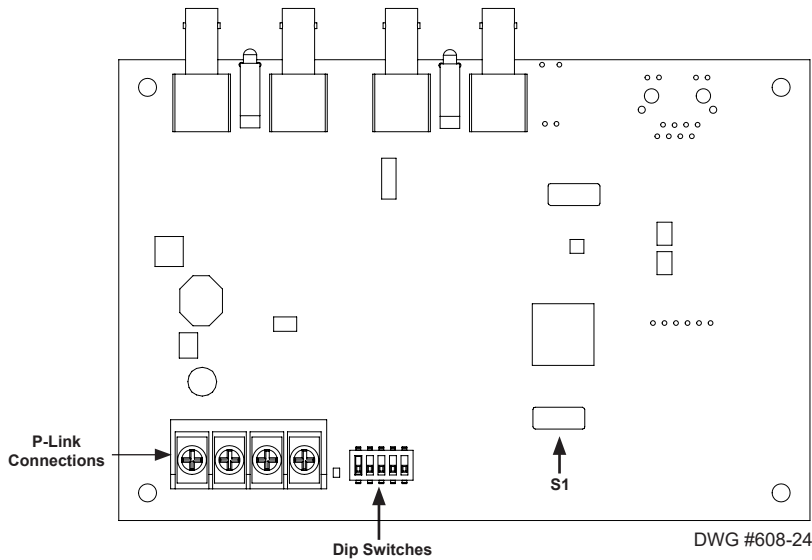 P-Link
Connections
S1
Dip Switches
DWG #608-24